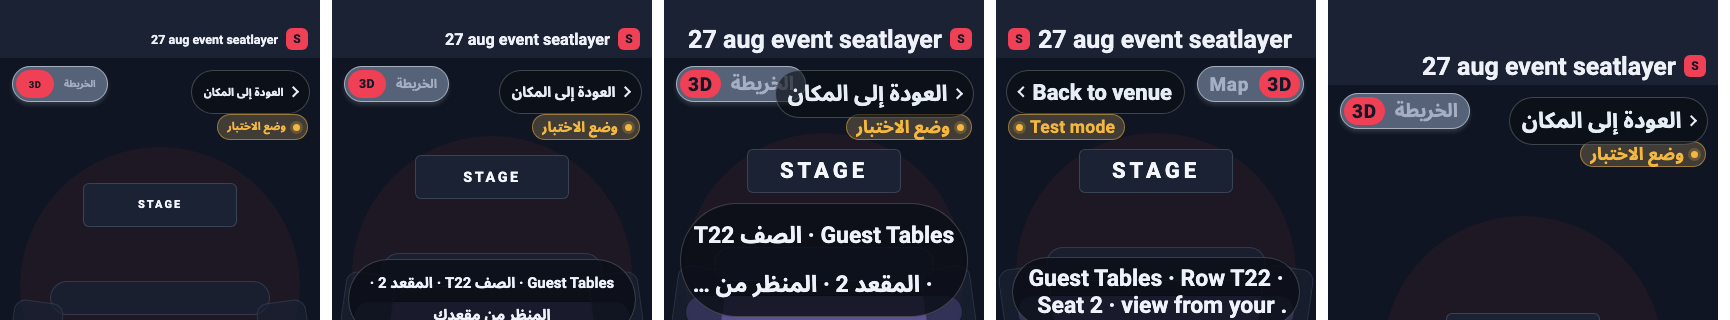 27 aug event seatlayer S
3D الخريطة
العودة إلى المكان
وضع الاختبار
STAGE
27 aug event seatlayer S
3D الخريطة
العودة إلى المكان
وضع الاختبار
STAGE
Guest Tables · الصف T22 · المقعد 2 ·
المنظر من مقعدك
27 aug event seatlayer S
3D الخريطة
العودة إلى المكان
وضع الاختبار
STAGE
Guest Tables · الصف T22
· المقعد 2 · المنظر من ...
S 27 aug event seatlayer
Back to venue
Map 3D
Test mode
STAGE
Guest Tables · Row T22 ·
Seat 2 · view from your .
27 aug event seatlayer S
3D الخريطة
العودة إلى المكان
وضع الاختبار